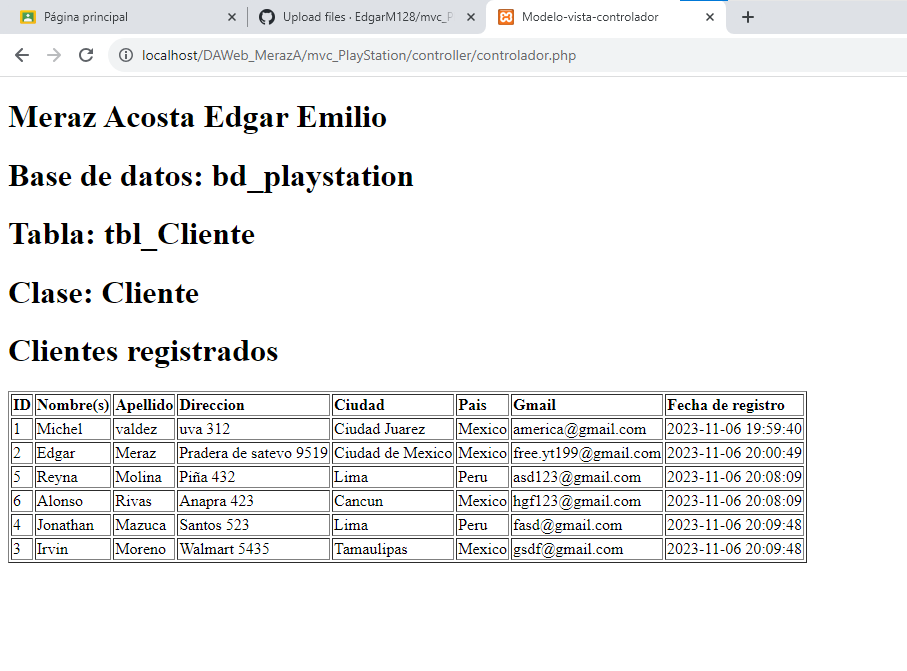 Página principal
Upload files · EdgarM128/mvc_P
Modelo-vista-controlador
localhost/DAWeb_MerazA/mvc_PlayStation/controller/controlador.php
Meraz Acosta Edgar Emilio
Base de datos: bd_playstation
Tabla: tbl_Cliente
Clase: Cliente
Clientes registrados
ID Nombre(s) Apellido Direccion Ciudad Pais Gmail Fecha de registro
1 Michel valdez uva 312 Ciudad Juarez Mexico america@gmail.com 2023-11-06 19:59:40
2 Edgar Meraz Pradera de satevo 9519 Ciudad de Mexico Mexico free.yt199@gmail.com 2023-11-06 20:00:49
5 Reyna Molina Piña 432 Lima Peru asd123@gmail.com 2023-11-06 20:08:09
6 Alonso Rivas Anapra 423 Cancun Mexico hgf123@gmail.com 2023-11-06 20:08:09
4 Jonathan Mazuca Santos 523 Lima Peru fasd@gmail.com 2023-11-06 20:09:48
3 Irvin Moreno Walmart 5435 Tamaulipas Mexico gsdf@gmail.com 2023-11-06 20:09:48